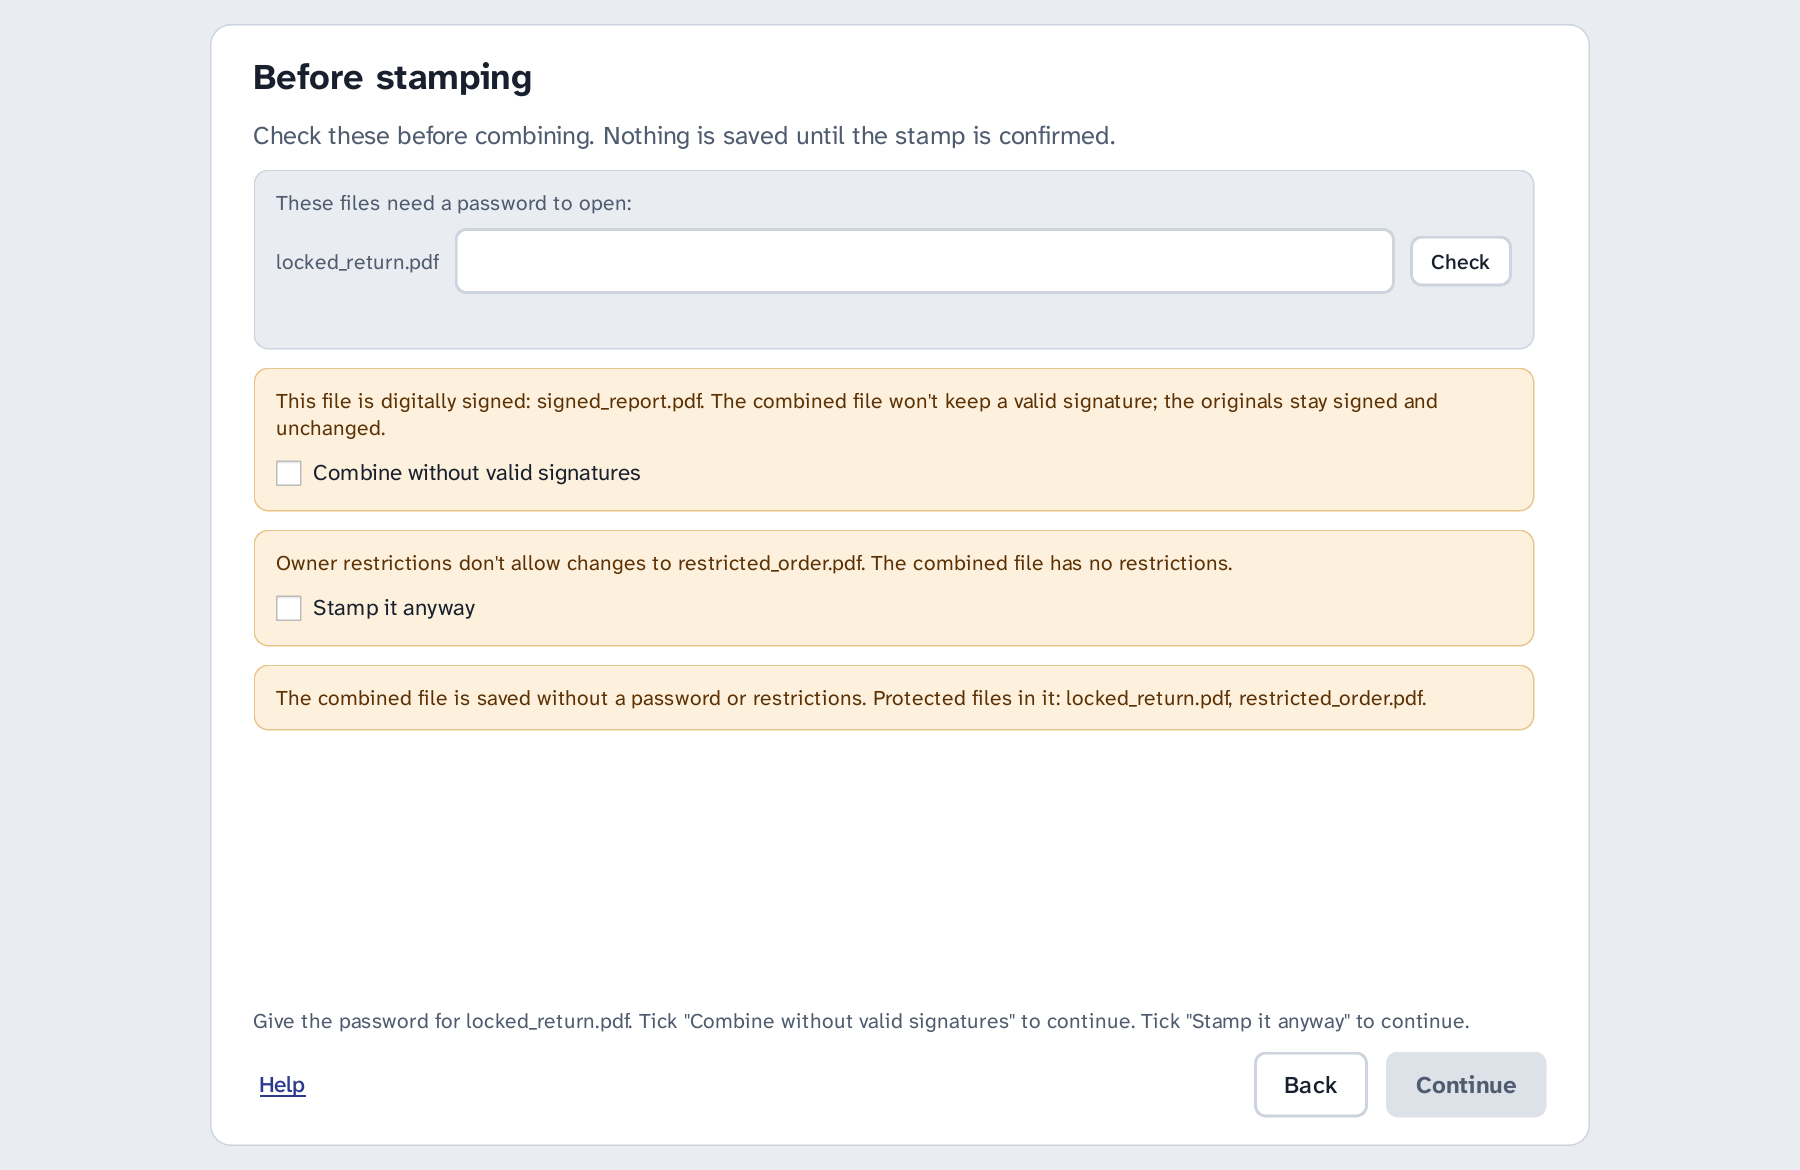 Before stamping
Check these before combining. Nothing is saved until the stamp is confirmed.
These files need a password to open:
locked_return.pdf
Check
This file is digitally signed: signed_report.pdf. The combined file won't keep a valid signature; the originals stay signed and
unchanged.
Combine without valid signatures
Owner restrictions don't allow changes to restricted_order.pdf. The combined file has no restrictions.
Stamp it anyway
The combined file is saved without a password or restrictions. Protected files in it: locked_return.pdf, restricted_order.pdf.
Give the password for locked_return.pdf. Tick "Combine without valid signatures" to continue. Tick "Stamp it anyway" to continue.
Help
Back
Continue